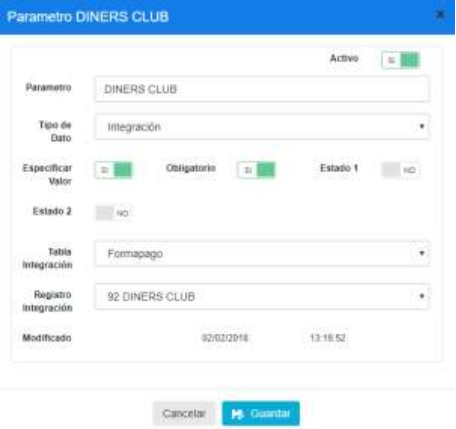 Parametro DINERS CLUB ×
Activo SI
Parametro DINERS CLUB
Tipo de Dato Integración
Especificar Valor SI Obligatorio SI Estado 1 NO
Estado 2 NO
Tabla Integración Formapago
Registro Integración 92 DINERS CLUB
Modificado 02/02/2018 13:16:52
Cancelar Guardar